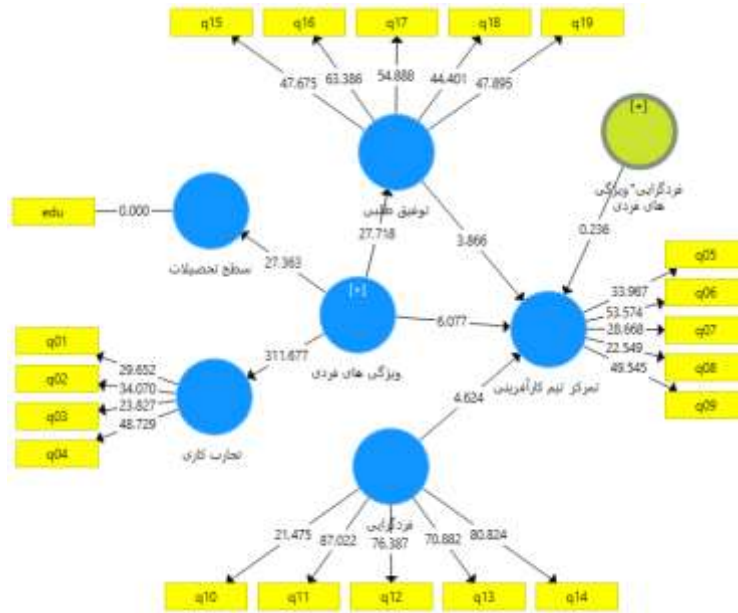 q15 q16 q17 q18 q19
47.675 63.386 54.888 44.401 47.895
[+]
فردگرایی* ویژگی
های فردی
توفیق طلبی
edu 0.000
سطح تحصیلات
27.363
27.718
3.866
0.236
[+]
ویژگی های فردی
6.077
تمرکز تیم کارآفرینی
33.967 q05
53.574 q06
28.668 q07
22.549 q08
49.545 q09
q01 29.652
q02 34.070
q03 23.827
q04 48.729
311.677
تجارب کاری
4.624
فردگرایی
21.475 87.022 76.387 70.882 80.824
q10 q11 q12 q13 q14